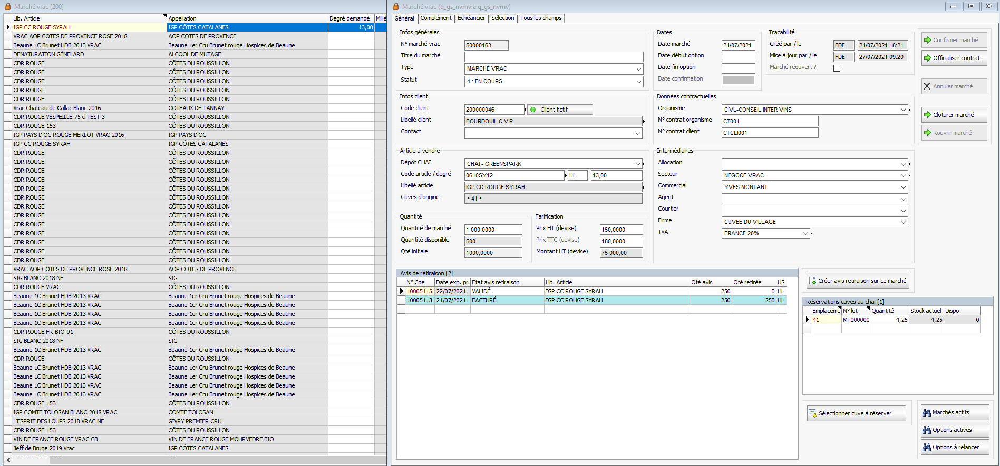 Marché vrac [200]
Lib. Article Appellation Degré demandé Millé
IGP CC ROUGE SYRAH IGP CÔTES CATALANES 13,00
VRAC AOP COTES DE PROVENCE ROSE 2018 AOP COTES DE PROVENCE
Beaune 1C Brunet HDB 2013 VRAC Beaune 1er Cru Brunet rouge Hospices de Beaune
DENATURATION GÉNELARD ALCOOL DE MUTAGE
CDR ROUGE CÔTES DU ROUSSILLON
CDR ROUGE CÔTES DU ROUSSILLON
CDR ROUGE CÔTES DU ROUSSILLON
CDR ROUGE CÔTES DU ROUSSILLON
CDR ROUGE CÔTES DU ROUSSILLON
Vrac Chateau de Callac Blanc 2016 COTEAUX DE TANNAY
CDR ROUGE VESPEILLE 75 cl TEST 3 CÔTES DU ROUSSILLON
CDR ROUGE 153 CÔTES DU ROUSSILLON
IGP PAYS D'OC ROUGE MERLOT VRAC 2016 IGP PAYS D'OC
IGP CC ROUGE SYRAH IGP CÔTES CATALANES
CDR ROUGE CÔTES DU ROUSSILLON
CDR ROUGE CÔTES DU ROUSSILLON
CDR ROUGE CÔTES DU ROUSSILLON
CDR ROUGE CÔTES DU ROUSSILLON
CDR ROUGE CÔTES DU ROUSSILLON
CDR ROUGE CÔTES DU ROUSSILLON
CDR ROUGE CÔTES DU ROUSSILLON
CDR ROUGE CÔTES DU ROUSSILLON
CDR ROUGE CÔTES DU ROUSSILLON
CDR ROUGE CÔTES DU ROUSSILLON
CDR ROUGE CÔTES DU ROUSSILLON
CDR ROUGE CÔTES DU ROUSSILLON
CDR ROUGE CÔTES DU ROUSSILLON
VRAC AOP COTES DE PROVENCE ROSE 2018 AOP COTES DE PROVENCE
SIG BLANC 2018 NF SIG
CDR ROUGE VRAC CÔTES DU ROUSSILLON
Beaune 1C Brunet HDB 2013 VRAC Beaune 1er Cru Brunet rouge Hospices de Beaune
Beaune 1C Brunet HDB 2013 VRAC Beaune 1er Cru Brunet rouge Hospices de Beaune
Beaune 1C Brunet HDB 2013 VRAC Beaune 1er Cru Brunet rouge Hospices de Beaune
Beaune 1C Brunet HDB 2013 VRAC Beaune 1er Cru Brunet rouge Hospices de Beaune
CDR ROUGE FR-BIO-01 CÔTES DU ROUSSILLON
SIG BLANC 2018 NF SIG
Beaune 1C Brunet HDB 2013 VRAC Beaune 1er Cru Brunet rouge Hospices de Beaune
CDR ROUGE CÔTES DU ROUSSILLON
Beaune 1C Brunet HDB 2013 VRAC Beaune 1er Cru Brunet rouge Hospices de Beaune
Beaune 1C Brunet HDB 2013 VRAC Beaune 1er Cru Brunet rouge Hospices de Beaune
Beaune 1C Brunet HDB 2013 VRAC Beaune 1er Cru Brunet rouge Hospices de Beaune
Beaune 1C Brunet HDB 2013 VRAC Beaune 1er Cru Brunet rouge Hospices de Beaune
CDR ROUGE 153 CÔTES DU ROUSSILLON
IGP COMTE TOLOSAN BLANC 2018 VRAC COMTE TOLOSAN
L'ESPRIT DES LOUPS 2018 VRAC NF GIVRY PREMIER CRU
CDR ROUGE 153 CÔTES DU ROUSSILLON
VIN DE FRANCE ROUGE VRAC CB VIN DE FRANCE ROUGE MOURVEDRE BIO
Jeff de Bruge 2019 Vrac IGP CÔTES CATALANES
Marché vrac (q_gs_nvmv:a:q_gs_nvmv)
Général Complément Echéancier Sélection Tous les champs
Infos générales
N° marché vrac 50000163
Titre du marché
Type MARCHÉ VRAC
Statut 4 : EN COURS
Dates
Date marché 21/07/2021
Date début option
Date fin option
Date confirmation
Tracabilité
Créé par / le FDE 21/07/2021 18:21
Mise à jour par / le FDE 27/07/2021 09:20
Marché réouvert ?
Confirmer marché
Officialiser contrat
Annuler marché
Cloturer marché
Rouvrir marché
Infos client
Code client 200000046 Client fictif
Libellé client BOURDOUIL C.V.R.
Contact
Données contractuelles
Organisme CIVL-CONSEIL INTER VINS
N° contrat organisme CT001
N° contrat client CTCLI001
Article à vendre
Dépôt CHAI CHAI - GREENSPARK
Code article / degré 0610SY12 HL 13,00
Libellé article IGP CC ROUGE SYRAH
Cuves d'origine • 41 •
Intermédiaires
Allocation
Secteur NEGOCE VRAC
Commercial YVES MONTANT
Agent
Courtier
Firme CUVEE DU VILLAGE
TVA FRANCE 20%
Quantité
Quantité de marché 1 000,0000
Quantité disponible 500
Qté initiale 1000,0000
Tarification
Prix HT (devise) 150,0000
Prix TTC (devise) 180,0000
Montant HT (devise) 75 000,00
Avis de retiraison [2]
N° Cde Date exp. pr Etat avis retiraison Lib. Article Qté avis Qté retirée US
10005115 22/07/2021 VALIDÉ IGP CC ROUGE SYRAH 250 0 HL
10005113 21/07/2021 FACTURÉ IGP CC ROUGE SYRAH 250 250 HL
Créer avis retiraison sur ce marché
Réservations cuves au chai [1]
Emplaceme N° lot Quantité Stock actuel Dispo.
41 MT000000 4,25 4,25 0
Sélectionner cuve à réserver
Marchés actifs
Options actives
Options à relancer